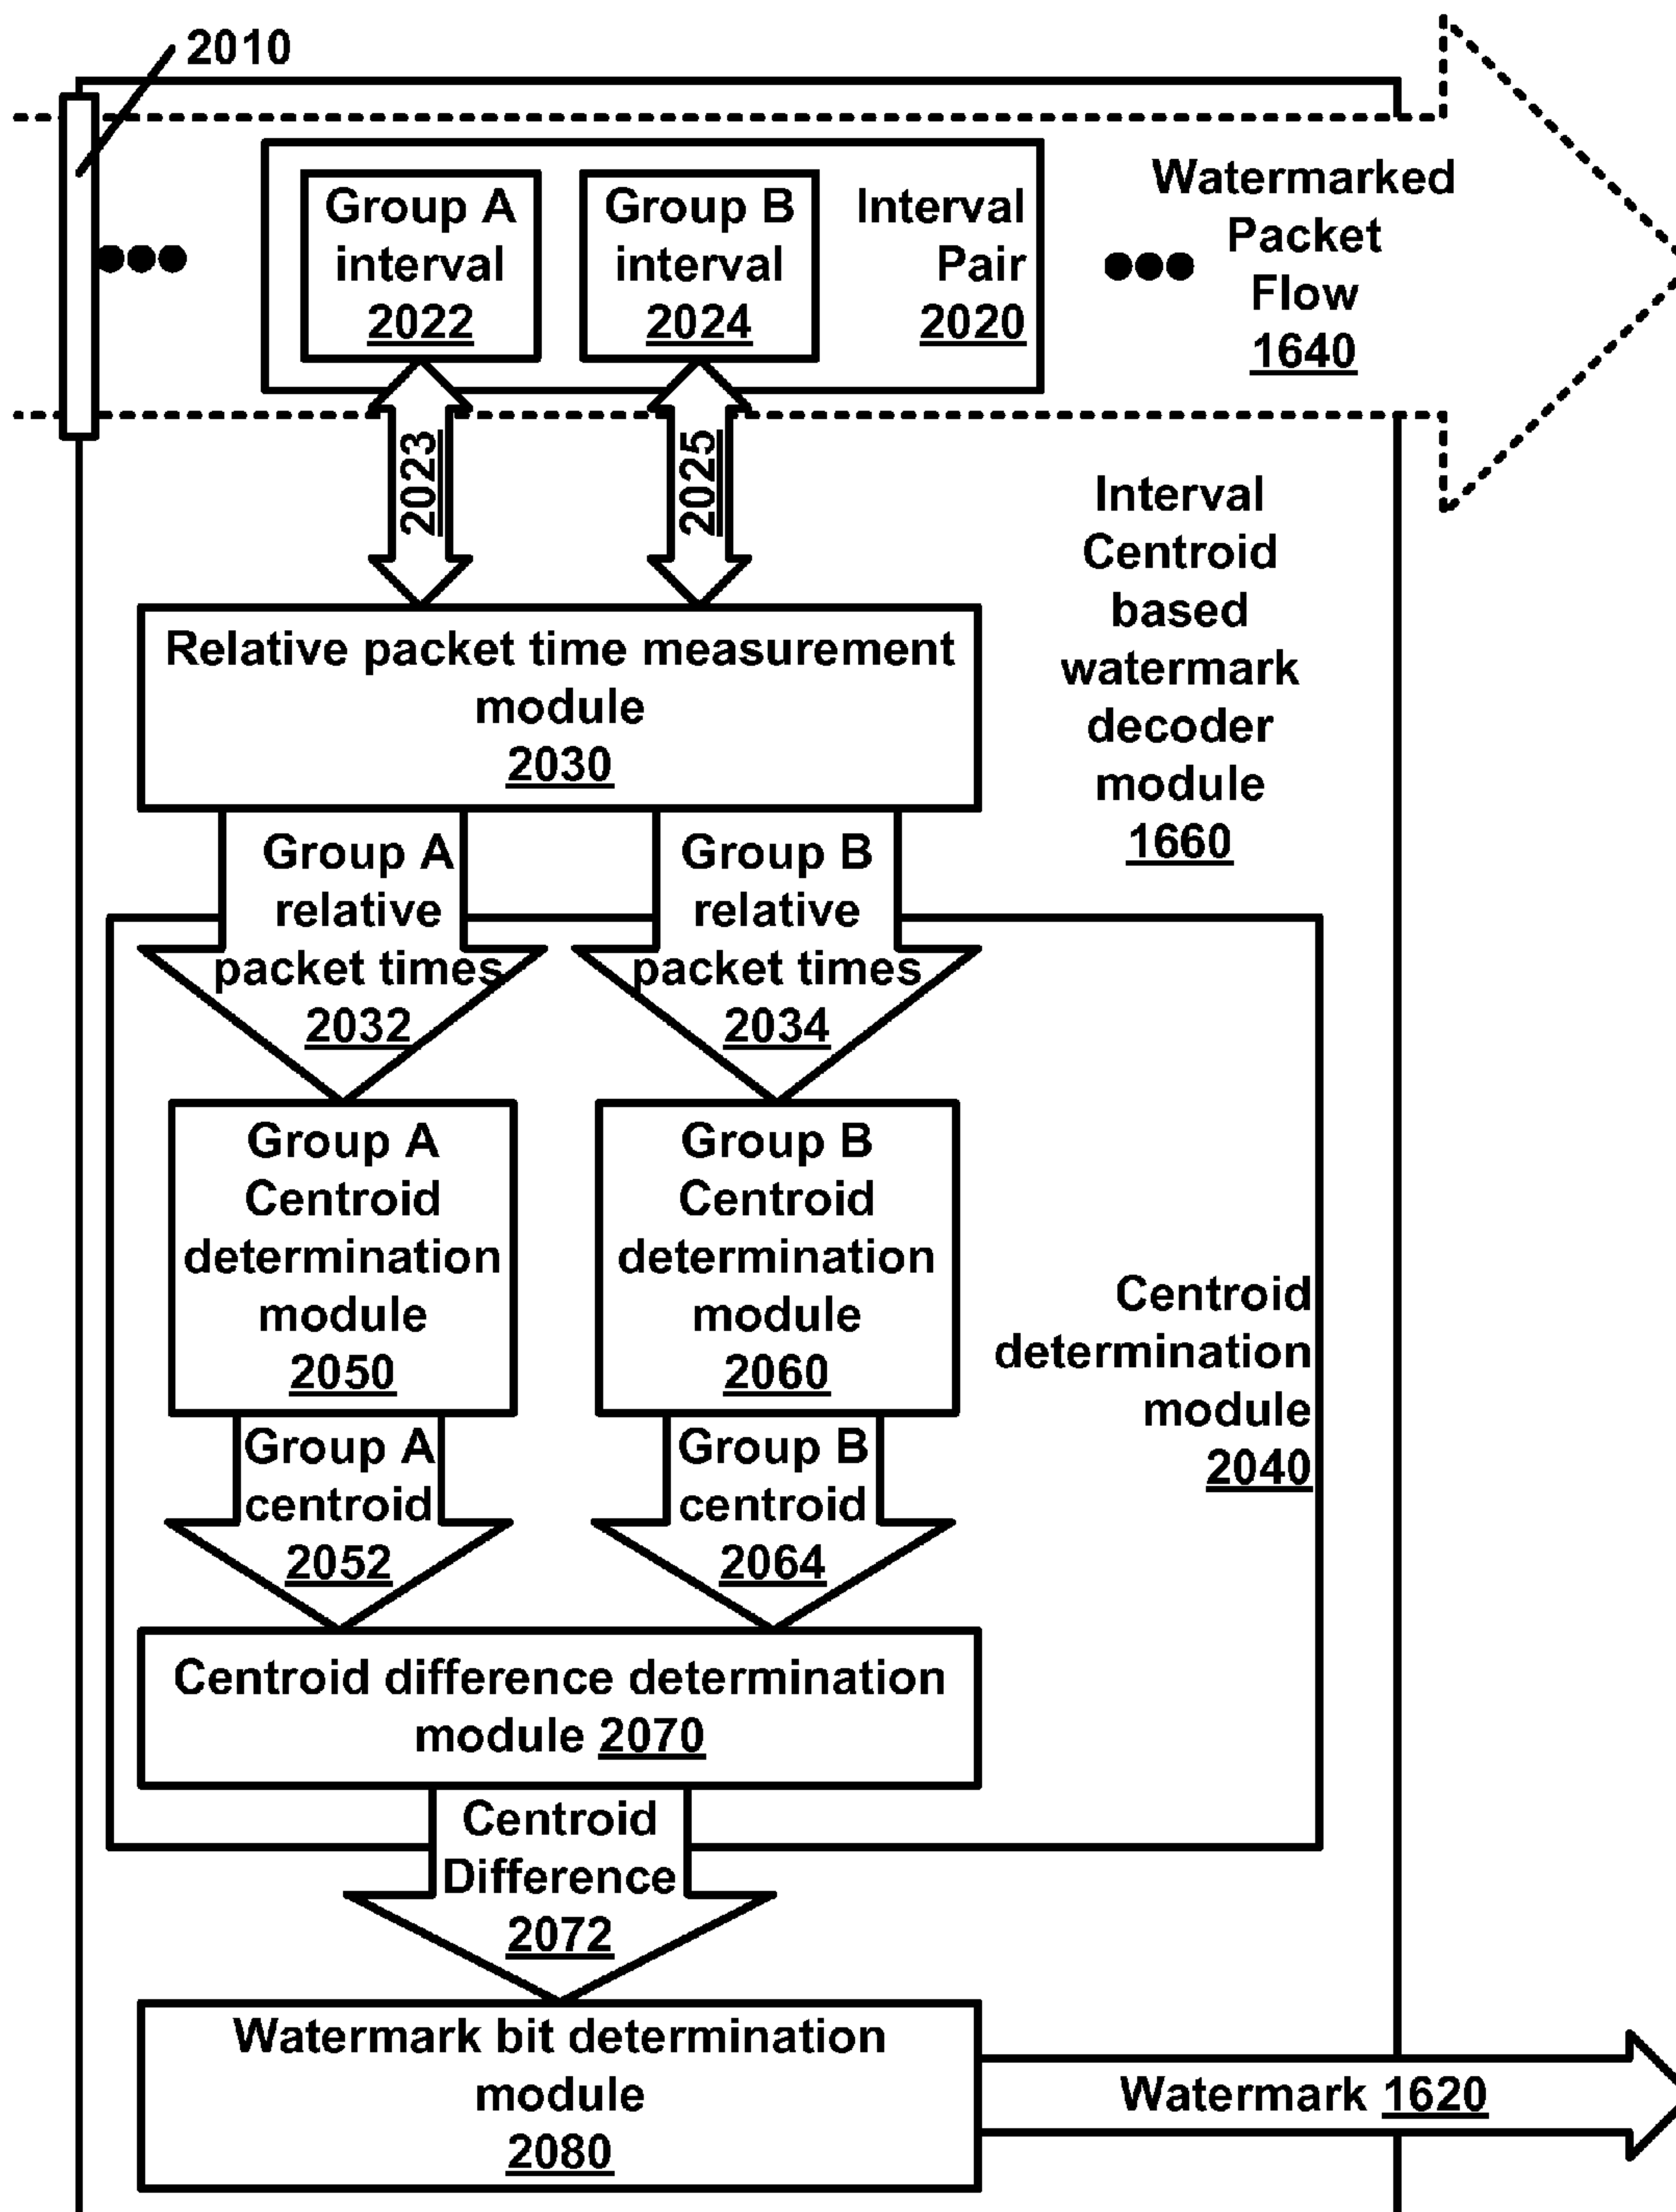 2010
Group A
interval
2022
Group B
interval
2024
Interval
Pair
2020
Watermarked
Packet
Flow
1640
2023
2025
Interval
Centroid
based
watermark
decoder
module
1660
Relative packet time measurement
module
2030
Group A
relative
packet times
2032
Group B
relative
packet times
2034
Group A
Centroid
determination
module
2050
Group B
Centroid
determination
module
2060
Centroid
determination
module
2040
Group A
centroid
2052
Group B
centroid
2064
Centroid difference determination
module 2070
Centroid
Difference
2072
Watermark bit determination
module
2080
Watermark 1620